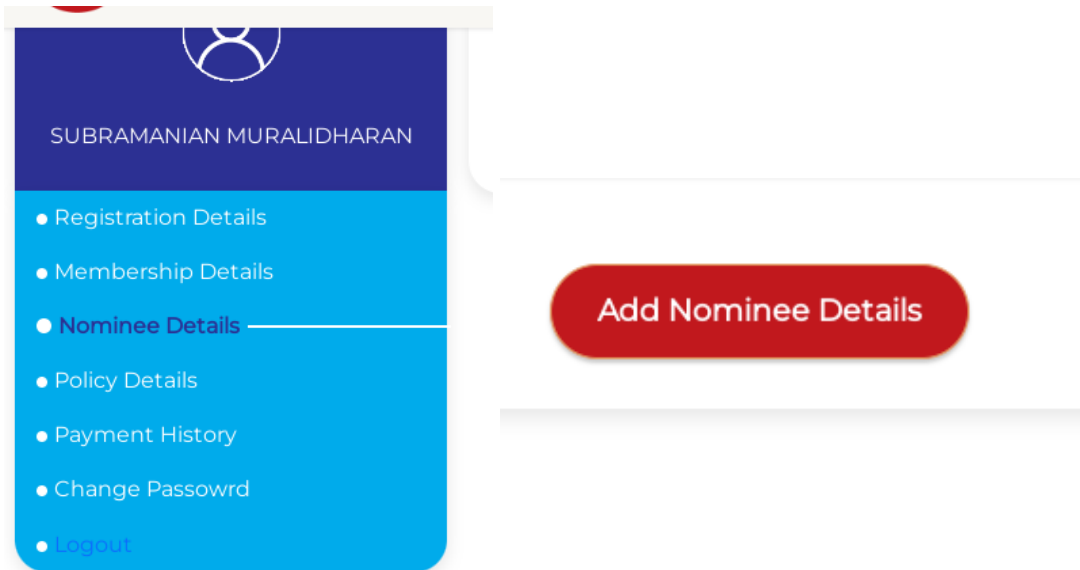 SUBRAMANIAN MURALIDHARAN
Registration Details
Membership Details
Nominee Details
Policy Details
Payment History
Change Passowrd
Logout
Add Nominee Details